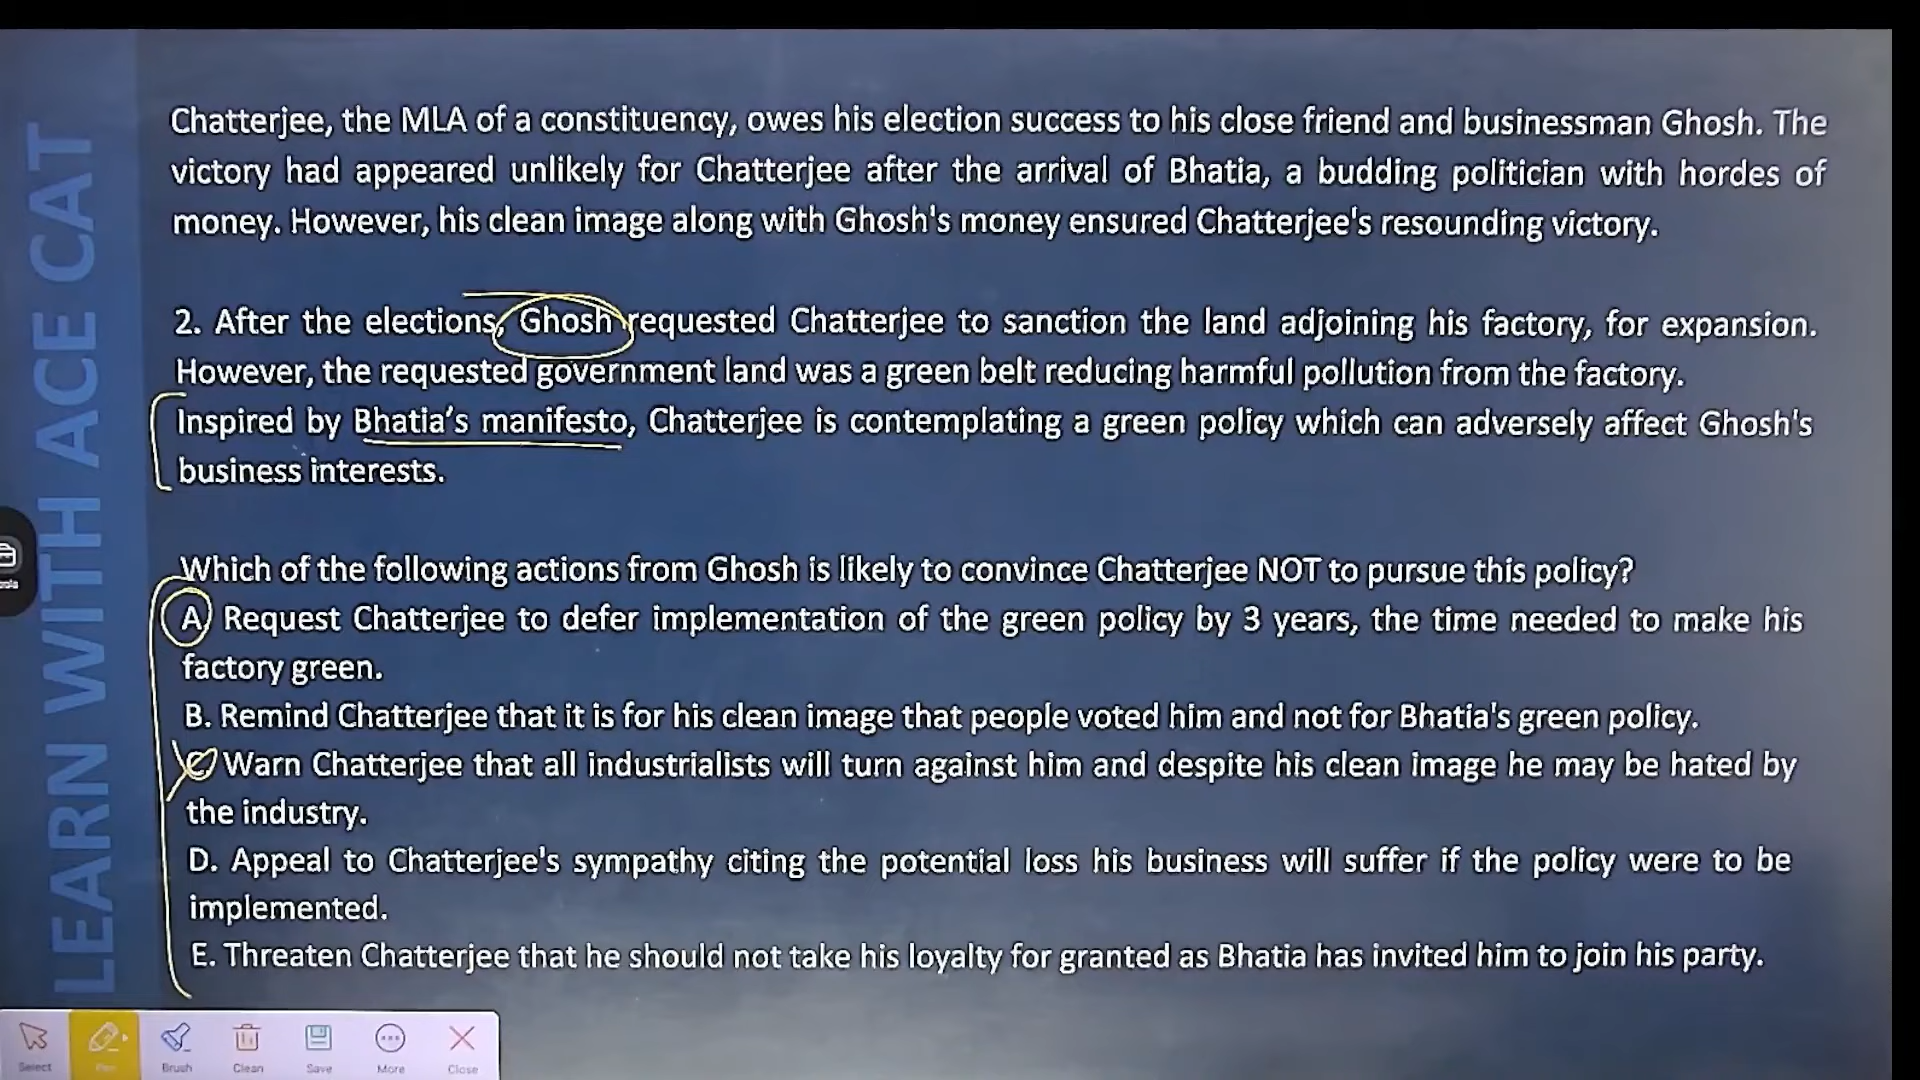 LEARN WITH ACE CAT
Chatterjee, the MLA of a constituency, owes his election success to his close friend and businessman Ghosh. The
victory had appeared unlikely for Chatterjee after the arrival of Bhatia, a budding politician with hordes of
money. However, his clean image along with Ghosh's money ensured Chatterjee's resounding victory.
2. After the elections, Ghosh requested Chatterjee to sanction the land adjoining his factory, for expansion.
However, the requested government land was a green belt reducing harmful pollution from the factory.
Inspired by Bhatia’s manifesto, Chatterjee is contemplating a green policy which can adversely affect Ghosh's
business interests.
Which of the following actions from Ghosh is likely to convince Chatterjee NOT to pursue this policy?
A. Request Chatterjee to defer implementation of the green policy by 3 years, the time needed to make his
factory green.
B. Remind Chatterjee that it is for his clean image that people voted him and not for Bhatia's green policy.
C. Warn Chatterjee that all industrialists will turn against him and despite his clean image he may be hated by
the industry.
D. Appeal to Chatterjee's sympathy citing the potential loss his business will suffer if the policy were to be
implemented.
E. Threaten Chatterjee that he should not take his loyalty for granted as Bhatia has invited him to join his party.
Select Pen Brush Clean Save More Close